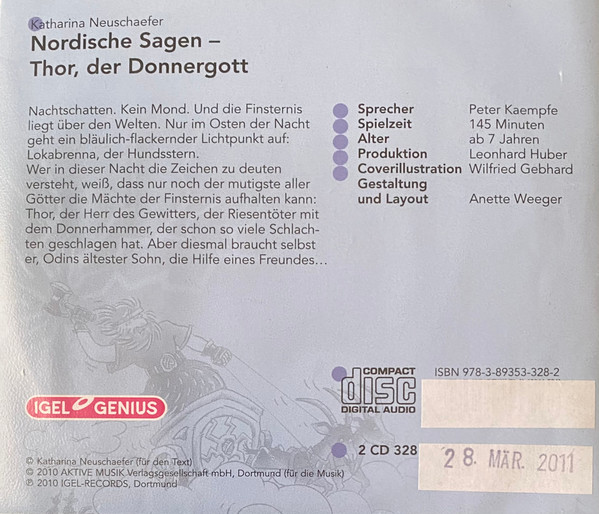 Katharina Neuschaefer
Nordische Sagen –
Thor, der Donnergott
Nachtschatten. Kein Mond. Und die Finsternis
liegt über den Welten. Nur im Osten der Nacht
geht ein bläulich-flackernder Lichtpunkt auf:
Lokabrenna, der Hundsstern.
Wer in dieser Nacht die Zeichen zu deuten
versteht, weiß, dass nur noch der mutigste aller
Götter die Mächte der Finsternis aufhalten kann:
Thor, der Herr des Gewitters, der Riesentöter mit
dem Donnerhammer, der schon so viele Schlach-
ten geschlagen hat. Aber diesmal braucht selbst
er, Odins ältester Sohn, die Hilfe eines Freundes…
Sprecher Peter Kaempfe
Spielzeit 145 Minuten
Alter ab 7 Jahren
Produktion Leonhard Huber
Coverillustration Wilfried Gebhard
Gestaltung
und Layout Anette Weeger
COMPACT
disc
DIGITAL AUDIO
ISBN 978-3-89353-328-2
2 CD 328
28. MÄR. 2011
IGEL GENIUS
© Katharina Neuschaefer (für den Text)
© 2010 AKTIVE MUSIK Verlagsgesellschaft mbH, Dortmund (für die Musik)
℗ 2010 IGEL-RECORDS, Dortmund